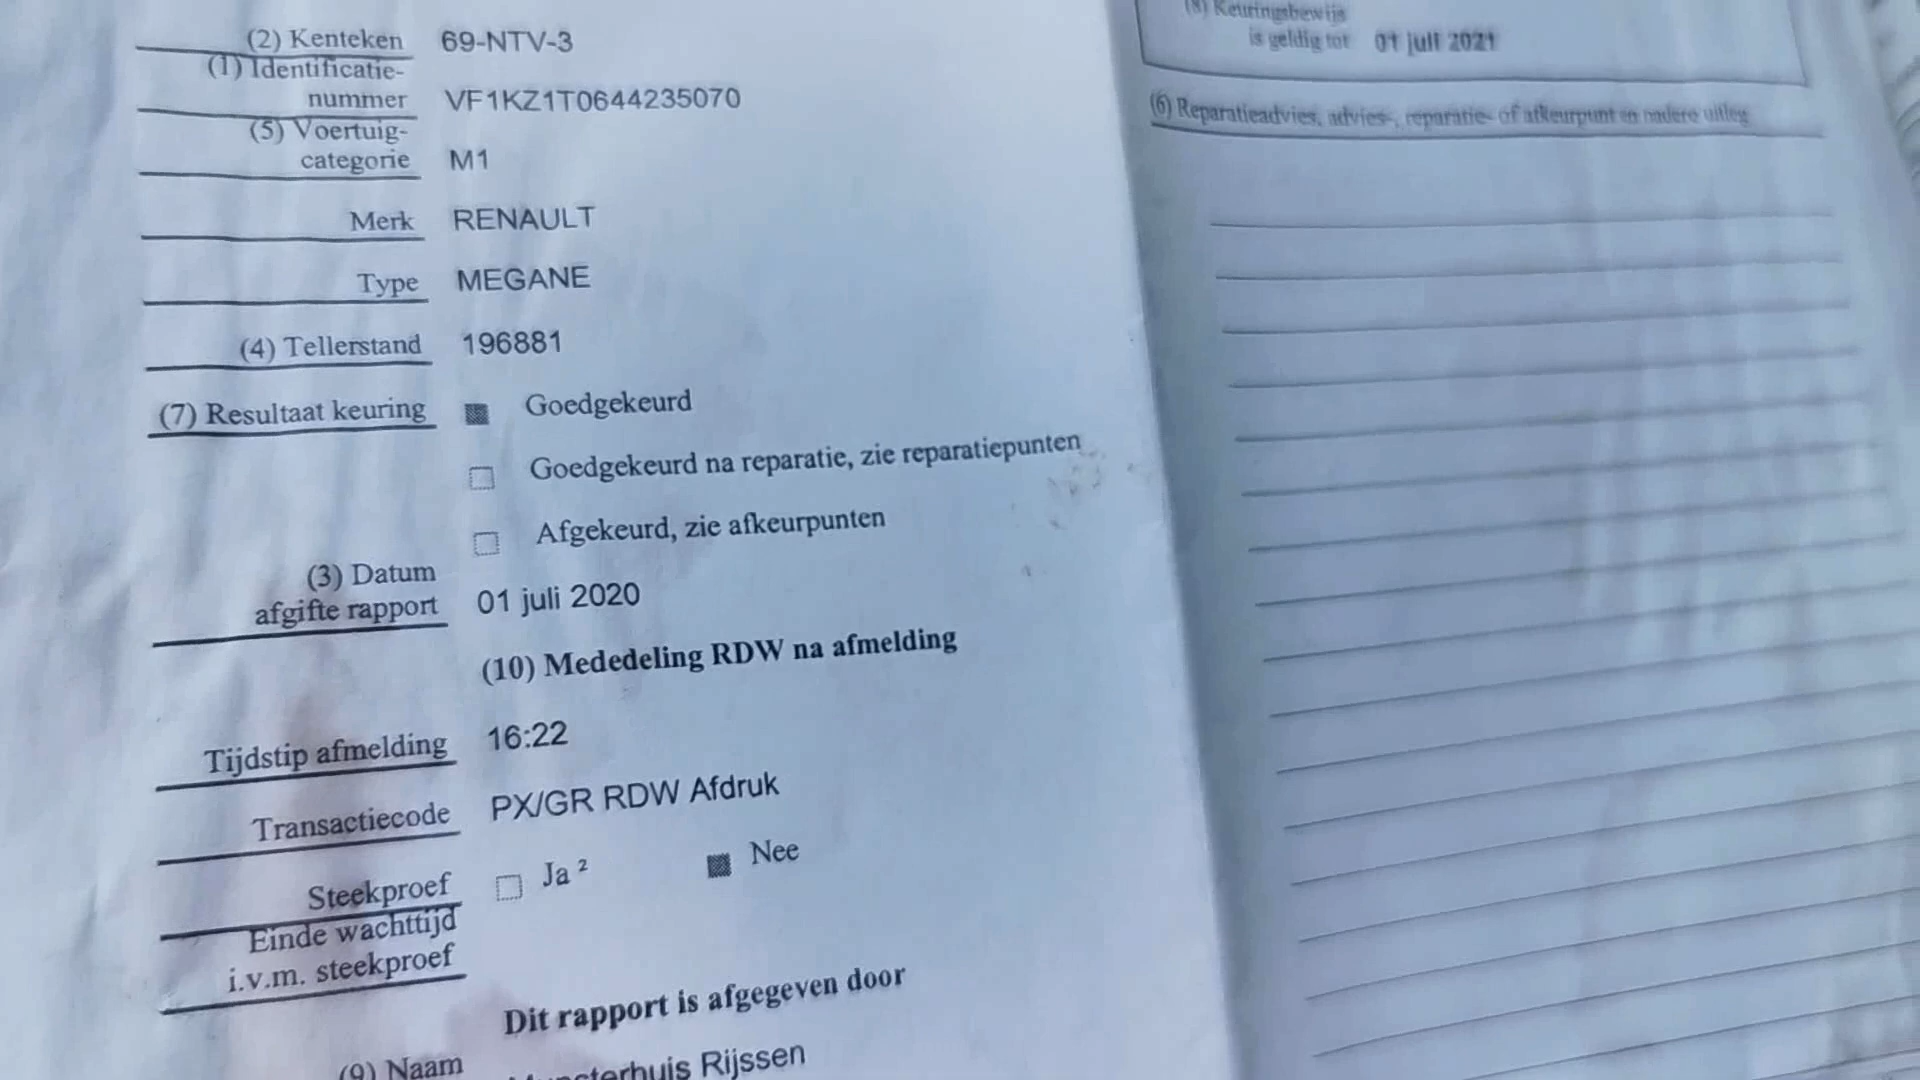 (2) Kenteken 69-NTV-3
(1) Identificatie-
nummer VF1KZ1T0644235070
(5) Voertuig-
categorie M1
Merk RENAULT
Type MEGANE
(4) Tellerstand 196881
(7) Resultaat keuring Goedgekeurd
Goedgekeurd na reparatie, zie reparatiepunten
Afgekeurd, zie afkeurpunten
(3) Datum
afgifte rapport 01 juli 2020
(10) Mededeling RDW na afmelding
Tijdstip afmelding 16:22
Transactiecode PX/GR RDW Afdruk
Steekproef Ja ² Nee
Einde wachttijd
i.v.m. steekproef
Dit rapport is afgegeven door
(9) Naam Rijssen
(8) Keuringsbewijs
is geldig tot 01 juli 2021
(6) Reparatieadvies, advies-, reparatie- of afkeurpunt en nadere uitleg